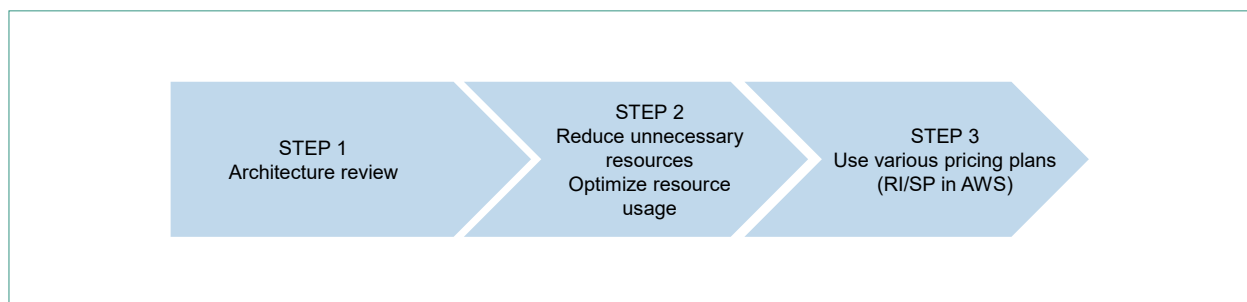 STEP 1
Architecture review
STEP 2
Reduce unnecessary
resources
Optimize resource
usage
STEP 3
Use various pricing plans
(RI/SP in AWS)